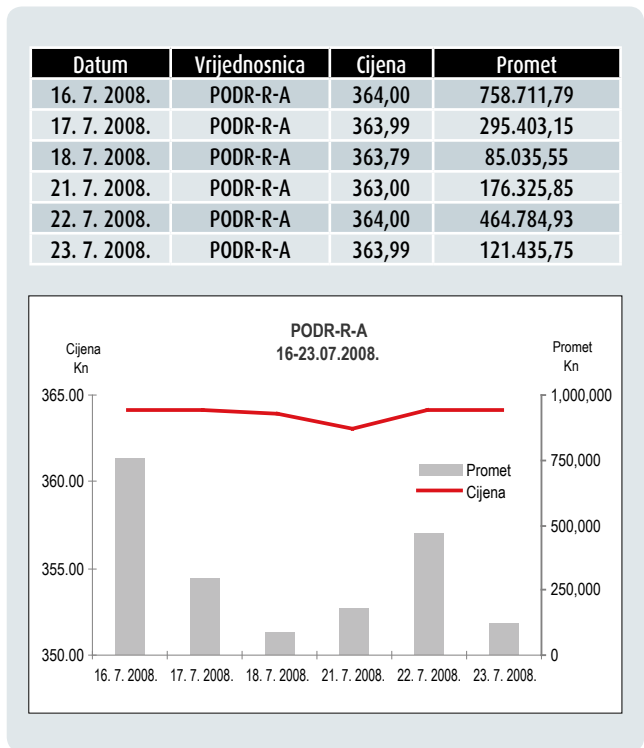 Datum Vrijednosnica Cijena Promet
16. 7. 2008. PODR-R-A 364,00 758.711,79
17. 7. 2008. PODR-R-A 363,99 295.403,15
18. 7. 2008. PODR-R-A 363,79 85.035,55
21. 7. 2008. PODR-R-A 363,00 176.325,85
22. 7. 2008. PODR-R-A 364,00 464.784,93
23. 7. 2008. PODR-R-A 363,99 121.435,75
PODR-R-A
16-23.07.2008.
Cijena
Kn
Promet
Kn
365.00
360.00
355.00
350.00
1,000,000
750,000
500,000
250,000
0
Promet
Cijena
16. 7. 2008. 17. 7. 2008. 18. 7. 2008. 21. 7. 2008. 22. 7. 2008. 23. 7. 2008.